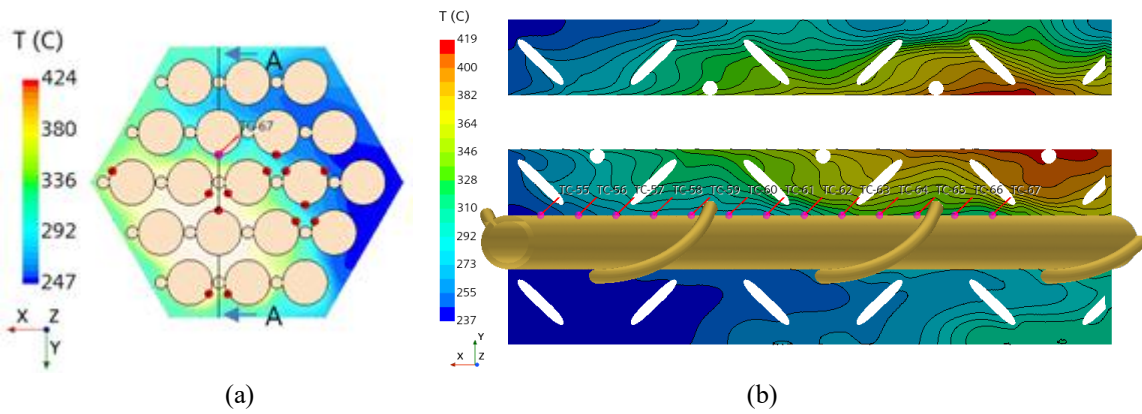 T (C)
424
380
336
292
247
A
TC-67
A
X
Z
Y
(a)
T (C)
419
401
383
364
346
328
310
292
273
255
237
TC-55
TC-56
TC-57
TC-58
TC-59
TC-60
TC-61
TC-62
TC-63
TC-64
TC-65
TC-66
TC-67
Y
X
Z
(b)